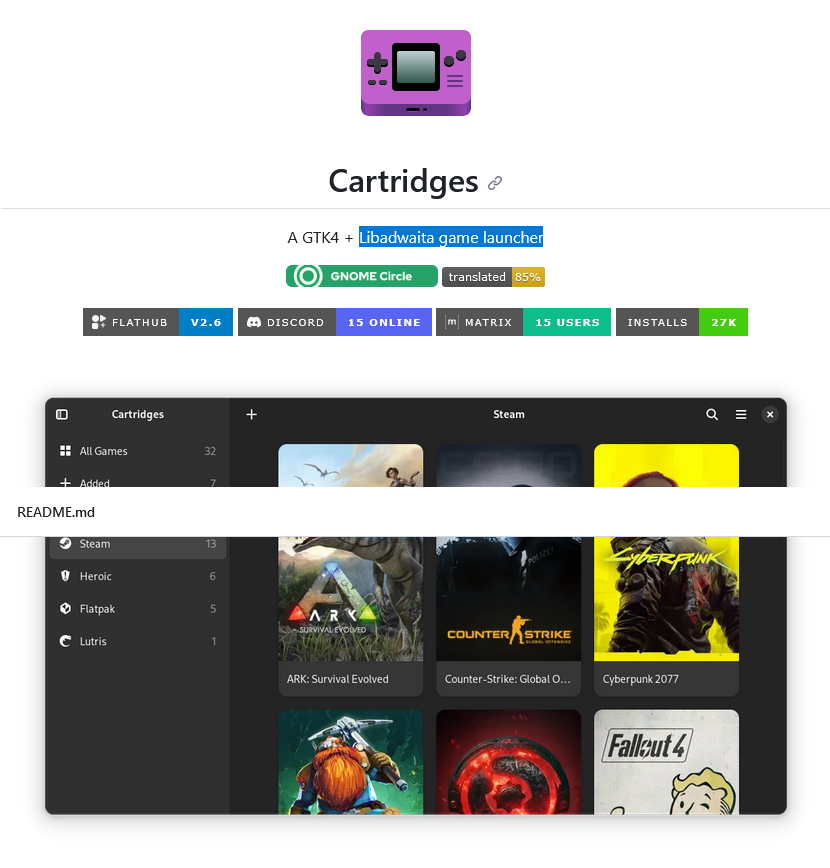 Cartridges
A GTK4 + Libadwaita game launcher
GNOME Circle translated 85%
FLATHUB V2.6 DISCORD 15 ONLINE [m] MATRIX 15 USERS INSTALLS 27K
Cartridges Steam
All Games 32
Added 7
README.md
Steam 13
Heroic 6
Flatpak 5
Lutris 1
POLIZEI
CYBERPUNK
ARK
SURVIVAL EVOLVED
COUNTER STRIKE
GLOBAL OFFENSIVE
ARK: Survival Evolved Counter-Strike: Global O... Cyberpunk 2077
Fallout 4